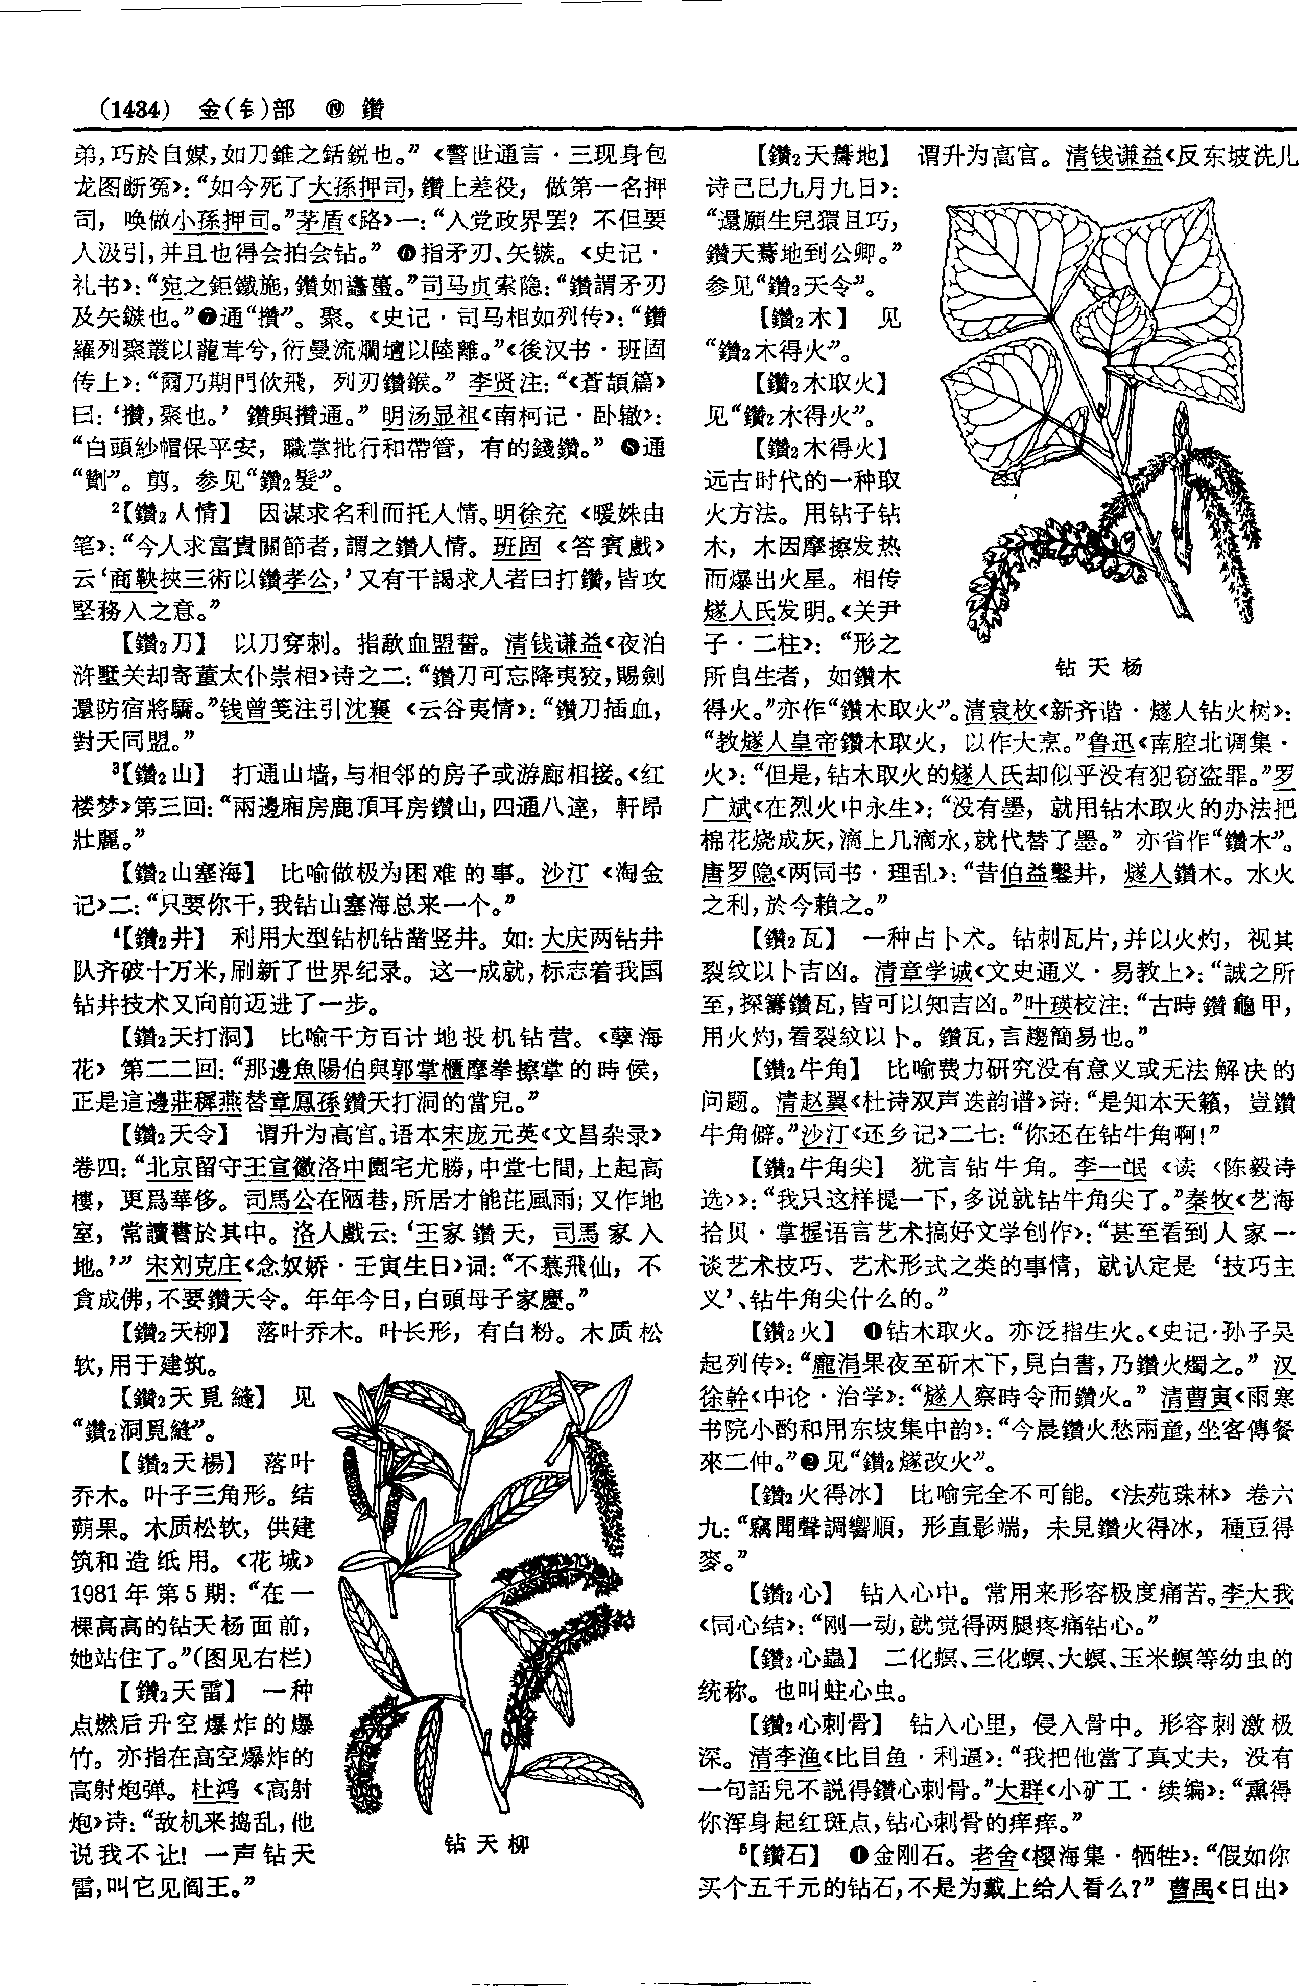 (1434) 金(钅)部 ⑲ 鑽
弟,巧於自媒,如刀錐之銛鋭也。”《警世通言·三现身包
龙图断冤》:“如今死了大孫押司,鑽上差役,做第一名押
司,唤做小孫押司。”茅盾《路》一:“入党政界罢?不但要
人汲引,并且也得会拍会钻。” ❻指矛刃、矢镞。《史记·
礼书》:“宛之鉅鐵施,鑽如蠭蠆。”司马贞索隐:“鑽謂矛刃
及矢鏃也。”❼通“攢”。聚。《史记·司马相如列传》:“鑽
羅列聚叢以蘢茸兮,衍曼流爛壇以陸離。”《後汉书·班固
传上》:“爾乃期門佽飛,列刃鑽鍭。” 李贤注:“《蒼頡篇》
曰:‘攢,聚也。’ 鑽與攢通。” 明汤显祖《南柯记·卧辙》:
“白頭紗帽保平安,職掌批行和帶管,有的錢鑽。” ❽通
“劗”。剪。参见“鑽₂髮”。
²【鑽₂人情】 因谋求名利而托人情。明徐充《暖姝由
笔》:“今人求富貴關節者,謂之鑽人情。班固《答賓戲》
云‘商鞅挾三術以鑽孝公,’又有干謁求人者曰打鑽,皆攻
堅務入之意。”
【鑽₂刀】 以刀穿刺。指歃血盟誓。清钱谦益《夜泊
浒墅关却寄董太仆崇相》诗之二:“鑽刀可忘降夷狡,賜劍
還防宿將驕。”钱曾笺注引沈襄《云谷夷情》:“鑽刀插血,
對天同盟。”
³【鑽₂山】 打通山墙,与相邻的房子或游廊相接。《红
楼梦》第三回:“兩邊廂房鹿頂耳房鑽山,四通八達,軒昂
壯麗。”
【鑽₂山塞海】 比喻做极为困难的事。沙汀《淘金
记》二:“只要你干,我钻山塞海总来一个。”
⁴【鑽₂井】 利用大型钻机钻凿竖井。如:大庆两钻井
队齐破十万米,刷新了世界纪录。这一成就,标志着我国
钻井技术又向前迈进了一步。
【鑽₂天打洞】 比喻千方百计地投机钻营。《孽海
花》第二二回:“那邊魚陽伯與郭掌櫃摩拳擦掌的時侯,
正是這邊莊稺燕替章鳳孫鑽天打洞的當兒。”
【鑽₂天令】 谓升为高官。语本宋庞元英《文昌杂录》
卷四:“北京留守王宣徽洛中園宅尤勝,中堂七間,上起高
樓,更爲華侈。司馬公在陋巷,所居才能芘風雨;又作地
室,常讀書於其中。洛人戲云:‘王家鑽天,司馬家入
地。’” 宋刘克庄《念奴娇·壬寅生日》词:“不慕飛仙,不
貪成佛,不要鑽天令。年年今日,白頭母子家慶。”
【鑽₂天柳】 落叶乔木。叶长形,有白粉。木质松
软,用于建筑。
【鑽₂天覓縫】 见
“鑽₂洞覓縫”。
【鑽₂天楊】 落叶
乔木。叶子三角形。结
蒴果。木质松软,供建
筑和造纸用。《花城》
1981年第5期:“在一
棵高高的钻天杨面前,
她站住了。”(图见右栏)
【鑽₂天雷】 一种
点燃后升空爆炸的爆
竹。亦指在高空爆炸的
高射炮弹。杜鸿《高射
炮》诗:“敌机来捣乱,他
说我不让!一声钻天
雷,叫它见阎王。”
钻天柳
【鑽₂天驀地】 谓升为高官。清钱谦益《反东坡洗儿
诗己巳九月九日》:
“還願生兒獧且巧,
鑽天驀地到公卿。”
参见“鑽₂天令”。
【鑽₂木】 见
“鑽₂木得火”。
【鑽₂木取火】
见“鑽₂木得火”。
【鑽₂木得火】
远古时代的一种取
火方法。用钻子钻
木,木因摩擦发热
而爆出火星。相传
燧人氏发明。《关尹
子·二柱》:“形之
所自生者,如鑽木
钻天杨
得火。”亦作“鑽木取火”。清袁枚《新齐谐·燧人钻火树》:
“教燧人皇帝鑽木取火,以作大烹。”鲁迅《南腔北调集·
火》:“但是,钻木取火的燧人氏却似乎没有犯窃盗罪。”罗
广斌《在烈火中永生》:“没有墨,就用钻木取火的办法把
棉花烧成灰,滴上几滴水,就代替了墨。” 亦省作“鑽木”。
唐罗隐《两同书·理乱》:“昔伯益鑿井,燧人鑽木。水火
之利,於今賴之。”
【鑽₂瓦】 一种占卜术。钻刺瓦片,并以火灼,视其
裂纹以卜吉凶。清章学诚《文史通义·易教上》:“誠之所
至,探籌鑽瓦,皆可以知吉凶。”叶瑛校注:“古時鑽龜甲,
用火灼,看裂紋以卜。鑽瓦,言趨簡易也。”
【鑽₂牛角】 比喻费力研究没有意义或无法解决的
问题。清赵翼《杜诗双声迭韵谱》诗:“是知本天籟,豈鑽
牛角僻。”沙汀《还乡记》二七:“你还在钻牛角啊!”
【鑽₂牛角尖】 犹言钻牛角。李一氓《读〈陈毅诗
选〉》:“我只这样提一下,多说就钻牛角尖了。”秦牧《艺海
拾贝·掌握语言艺术搞好文学创作》:“甚至看到人家一
谈艺术技巧、艺术形式之类的事情,就认定是‘技巧主
义’、钻牛角尖什么的。”
【鑽₂火】 ❶钻木取火。亦泛指生火。《史记·孙子吴
起列传》:“龐涓果夜至斫木下,見白書,乃鑽火燭之。” 汉
徐幹《中论·治学》:“燧人察時令而鑽火。” 清曹寅《雨寒
书院小酌和用东坡集中韵》:“今晨鑽火愁兩童,坐客傳餐
來二仲。”❷见“鑽₂燧改火”。
【鑽₂火得冰】 比喻完全不可能。《法苑珠林》卷六
九:“竊聞聲調響順,形直影端,未見鑽火得冰,種豆得
麥。”
【鑽₂心】 钻入心中。常用来形容极度痛苦。李大我
《同心结》:“刚一动,就觉得两腿疼痛钻心。”
【鑽₂心蟲】 二化螟、三化螟、大螟、玉米螟等幼虫的
统称。也叫蛀心虫。
【鑽₂心刺骨】 钻入心里,侵入骨中。形容刺激极
深。清李渔《比目鱼·利逼》:“我把他當了真丈夫,没有
一句話兒不説得鑽心刺骨。”大群《小矿工·续编》:“熏得
你浑身起红斑点,钻心刺骨的痒痒。”
⁵【鑽石】 ❶金刚石。老舍《樱海集·牺牲》:“假如你
买个五千元的钻石,不是为戴上给人看么?” 曹禺《日出》